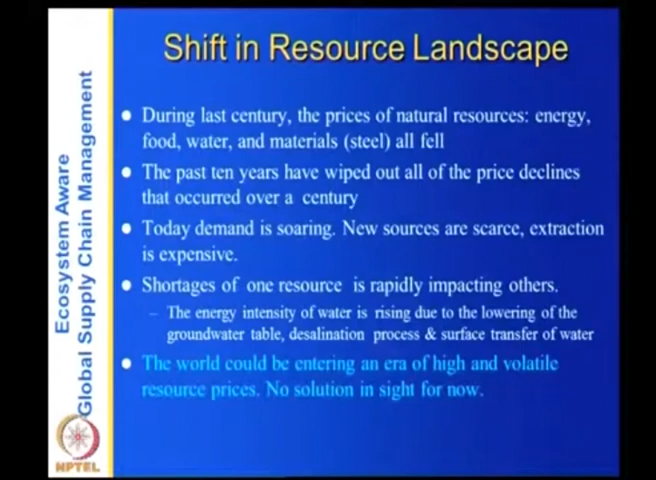 Shift in Resource Landscape
Ecosystem Aware
Global Supply Chain Management
• During last century, the prices of natural resources: energy,
food, water, and materials (steel) all fell
• The past ten years have wiped out all of the price declines
that occurred over a century
• Today demand is soaring. New sources are scarce, extraction
is expensive.
• Shortages of one resource is rapidly impacting others.
– The energy intensity of water is rising due to the lowering of the
groundwater table, desalination process & surface transfer of water
• The world could be entering an era of high and volatile
resource prices. No solution in sight for now.
NPTEL